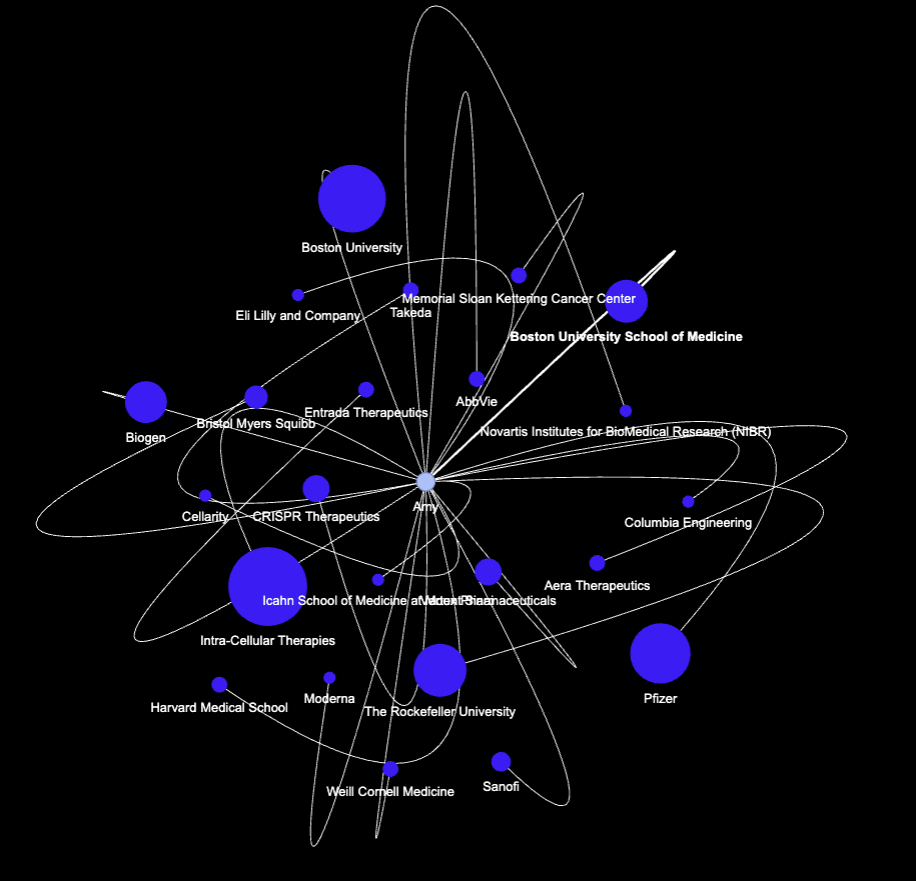 Boston University
Memorial Sloan Kettering Cancer Center
Eli Lilly and Company
Takeda
Boston University School of Medicine
AbbVie
Entrada Therapeutics
Bristol Myers Squibb
Novartis Institutes for BioMedical Research (NIBR)
Biogen
Amy
Cellarity
CRISPR Therapeutics
Columbia Engineering
Aera Therapeutics
Icahn School of Medicine at
Pharmaceuticals
Intra-Cellular Therapies
Pfizer
Moderna
Harvard Medical School
The Rockefeller University
Sanofi
Weill Cornell Medicine